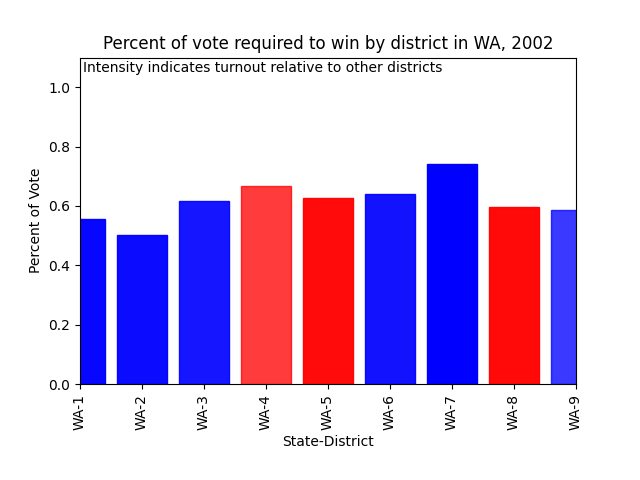 Percent of vote required to win by district in WA, 2002
Intensity indicates turnout relative to other districts
1.0
0.8
0.6
0.4
0.2
0.0
Percent of Vote
WA-1
WA-2
WA-3
WA-4
WA-5
WA-6
WA-7
WA-8
WA-9
State-District